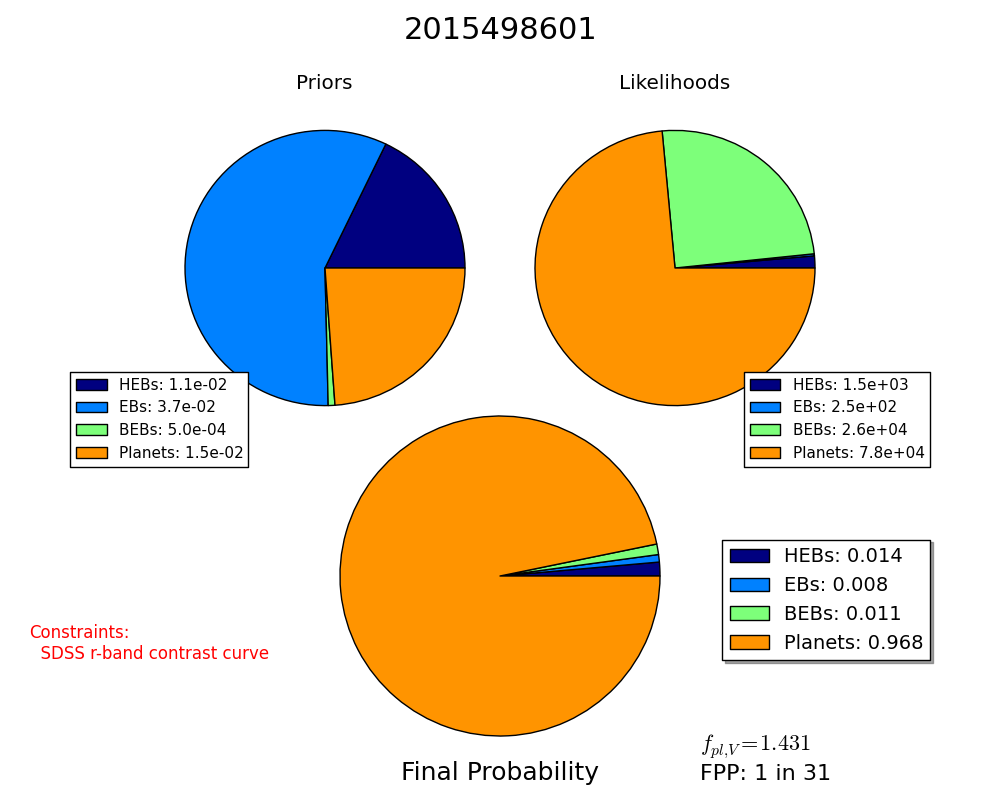 2015498601
Priors
Likelihoods
HEBs: 1.1e-02
EBs: 3.7e-02
BEBs: 5.0e-04
Planets: 1.5e-02
HEBs: 1.5e+03
EBs: 2.5e+02
BEBs: 2.6e+04
Planets: 7.8e+04
HEBs: 0.014
EBs: 0.008
BEBs: 0.011
Planets: 0.968
Constraints:
SDSS r-band contrast curve
f_{pl,V}=1.431
Final Probability
FPP: 1 in 31